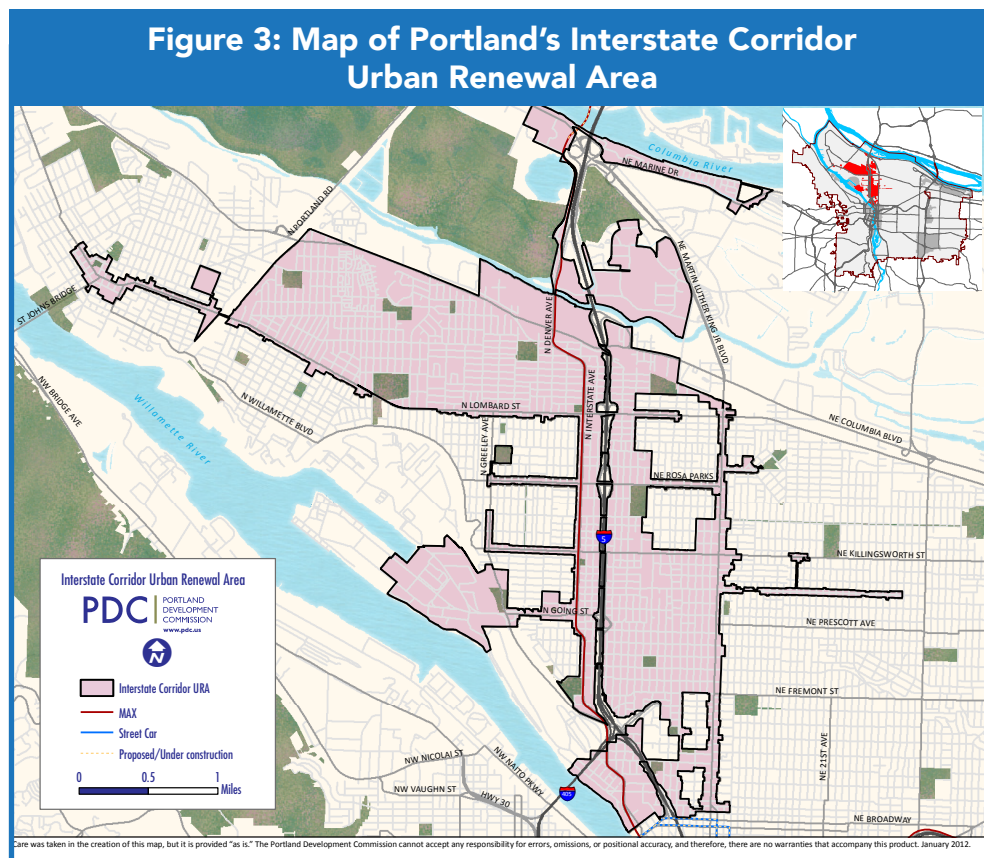 Figure 3: Map of Portland’s Interstate Corridor
Urban Renewal Area
Columbia River
NE MARINE DR
N PORTLAND RD
NE MARTIN LUTHER KING JR BLVD
ST JOHNS BRIDGE
N DENVER AVE
NW BRIDGE AVE
Willamette River
N WILLAMETTE BLVD
N LOMBARD ST
N INTERSTATE AVE
NE COLUMBIA BLVD
N GREELEY AVE
NE ROSA PARKS
5
NE KILLINGSWORTH ST
N GOING ST
NE PRESCOTT AVE
NE FREMONT ST
NE 21ST AVE
NW NICOLAI ST
NW NAITO PKWY
NW VAUGHN ST
HWY 30
405
NE BROADWAY
Interstate Corridor Urban Renewal Area
PDC
PORTLAND
DEVELOPMENT
COMMISSION
www.pdc.us
N
Interstate Corridor URA
MAX
Street Car
Proposed/Under construction
0 0.5 1
Miles
Care was taken in the creation of this map, but it is provided "as is." The Portland Development Commission cannot accept any responsibility for errors, omissions, or positional accuracy, and therefore, there are no warranties that accompany this product. January 2012.